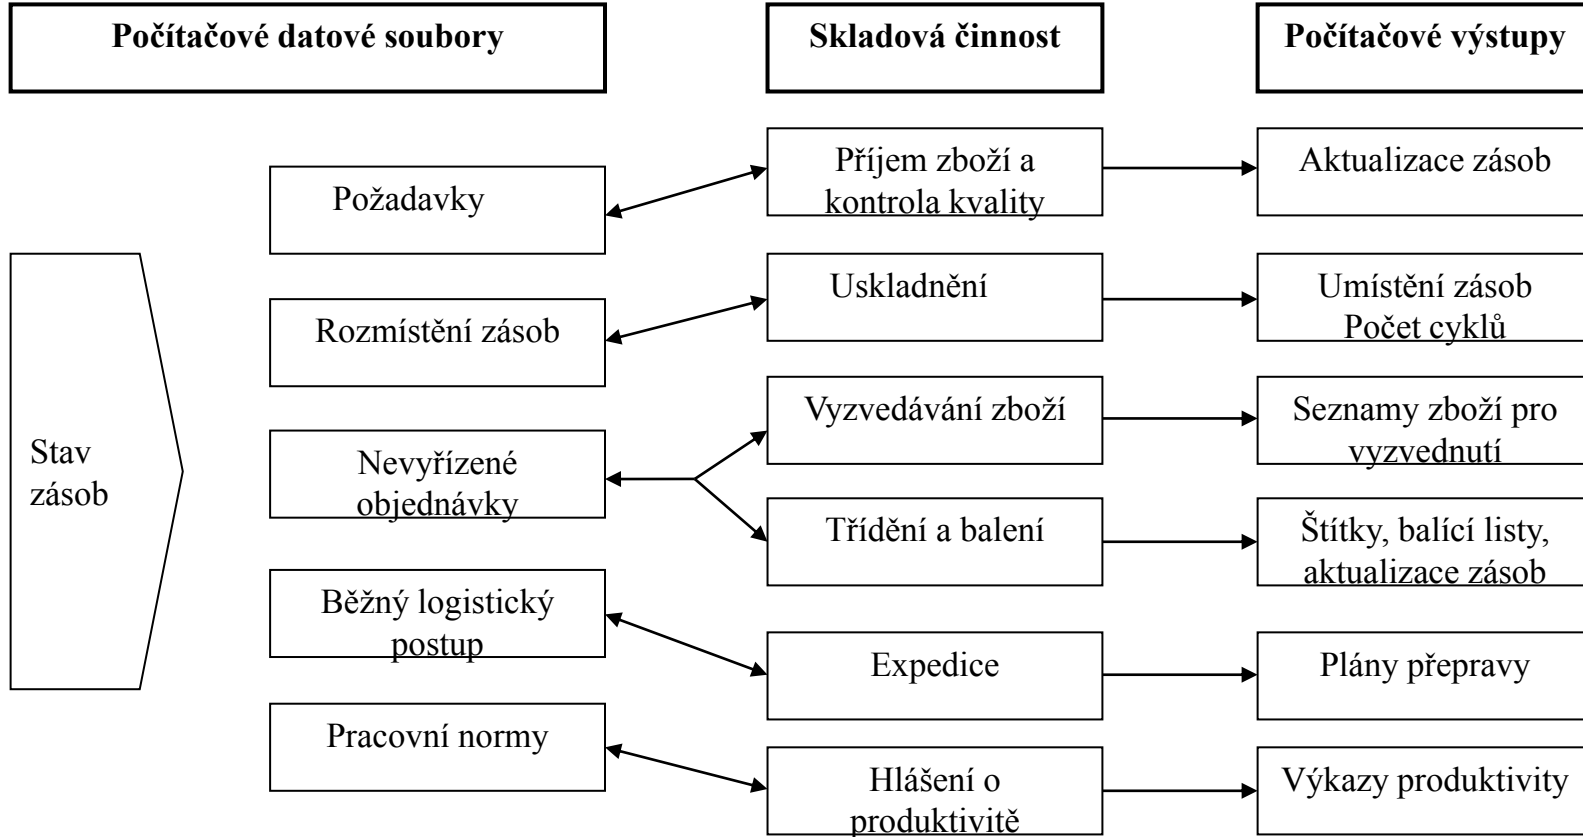 Počítačové datové soubory
Skladová činnost
Počítačové výstupy
Stav
zásob
Požadavky
Rozmístění zásob
Nevyřízené
objednávky
Běžný logistický
postup
Pracovní normy
Příjem zboží a
kontrola kvality
Uskladnění
Vyzvedávání zboží
Třídění a balení
Expedice
Hlášení o
produktivitě
Aktualizace zásob
Umístění zásob
Počet cyklů
Seznamy zboží pro
vyzvednutí
Štítky, balící listy,
aktualizace zásob
Plány přepravy
Výkazy produktivity